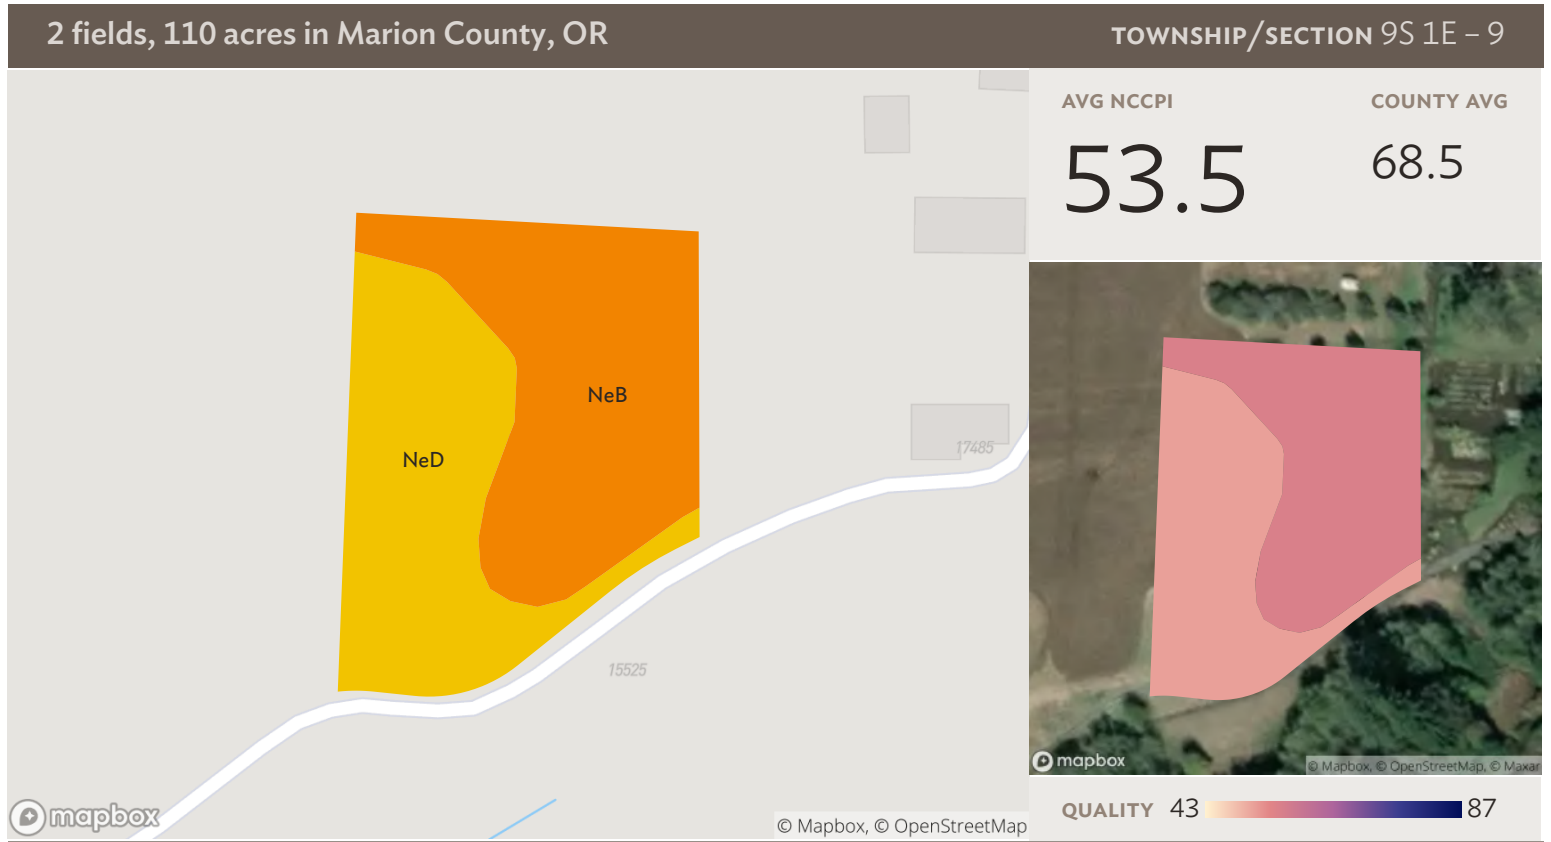 2 fields, 110 acres in Marion County, OR
TOWNSHIP/SECTION 9S 1E – 9
AVG NCCPI
COUNTY AVG
53.5
68.5
NeB
NeD
17485
15525
mapbox
© Mapbox, © OpenStreetMap
mapbox
© Mapbox, © OpenStreetMap, © Maxar
QUALITY 43 87